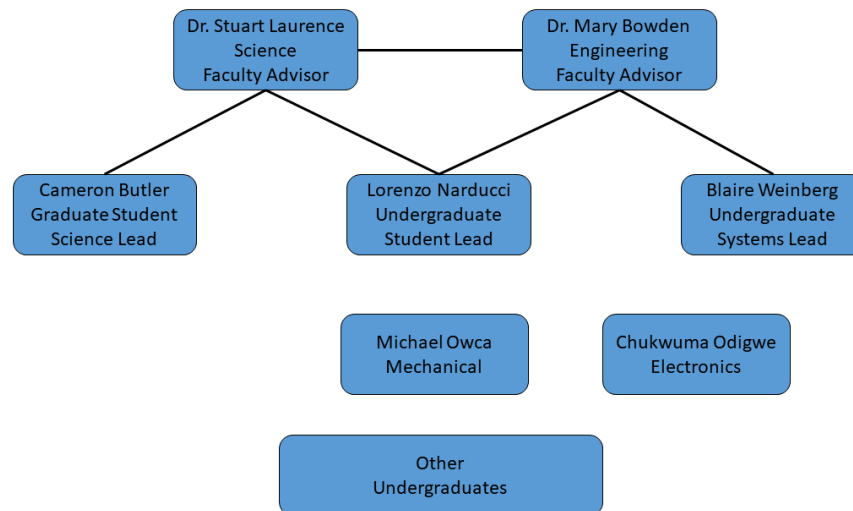 Dr. Stuart Laurence
Science
Faculty Advisor
Dr. Mary Bowden
Engineering
Faculty Advisor
Cameron Butler
Graduate Student
Science Lead
Lorenzo Narducci
Undergraduate
Student Lead
Blaire Weinberg
Undergraduate
Systems Lead
Michael Owca
Mechanical
Chukwuma Odigwe
Electronics
Other
Undergraduates